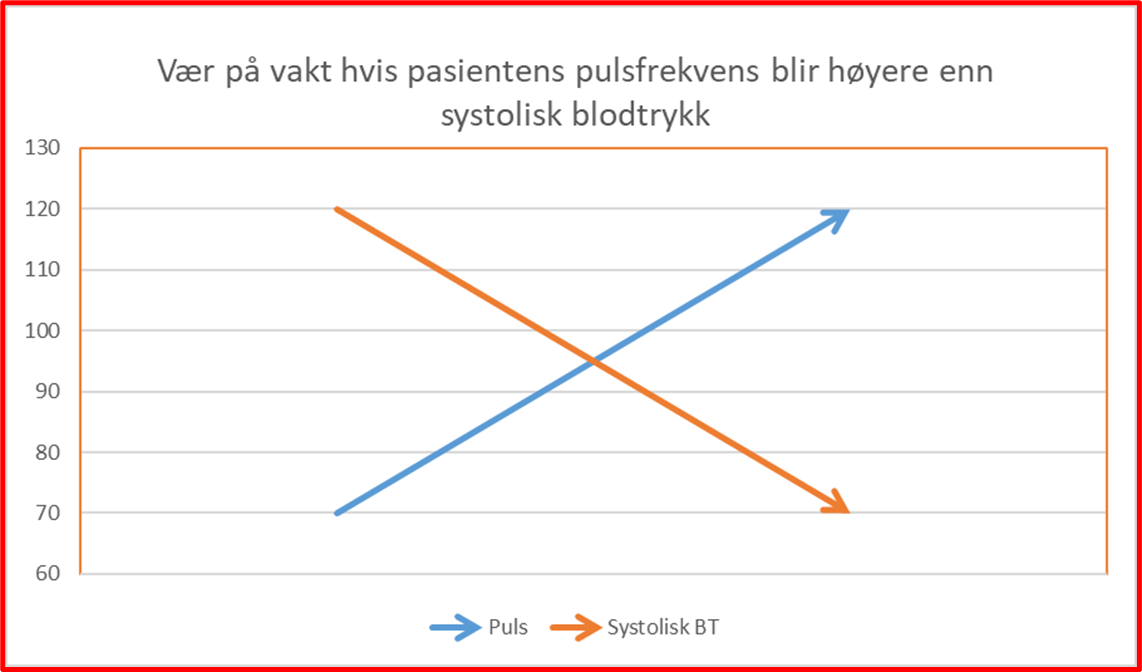 Vær på vakt hvis pasientens pulsfrekvens blir høyere enn
systolisk blodtrykk
130
120
110
100
90
80
70
60
Puls Systolisk BT